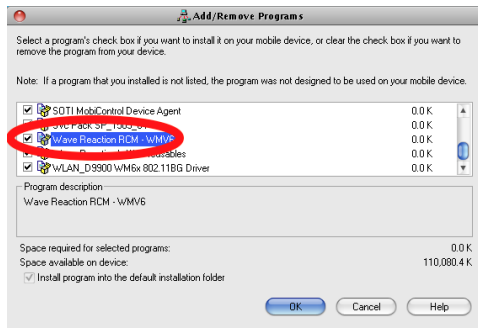 Add/Remove Programs
Select a program's check box if you want to install it on your mobile device, or clear the check box if you want to
remove the program from your device.
Note: If a program that you installed is not listed, the program was not designed to be used on your mobile device.
SOTI MobiControl Device Agent 0.0 K
Pack 0.0 K
Wave Reaction RCM - WMV6 0.0 K
0.0 K
WLAN_D9900 WM6x 802.11BG Driver 0.0 K
Program description
Wave Reaction RCM - WMV6
Space required for selected programs: 0.0 K
Space available on device: 110,080.4 K
Install program into the default installation folder
OK Cancel Help